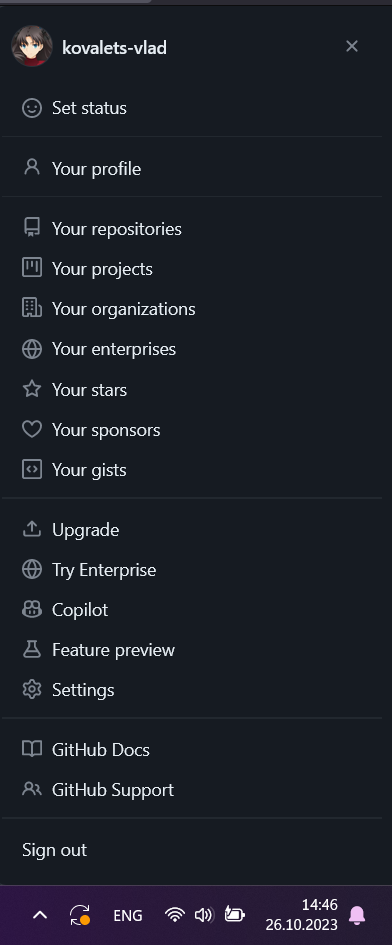 kovalets-vlad
Set status
Your profile
Your repositories
Your projects
Your organizations
Your enterprises
Your stars
Your sponsors
Your gists
Upgrade
Try Enterprise
Copilot
Feature preview
Settings
GitHub Docs
GitHub Support
Sign out
ENG
14:46
26.10.2023